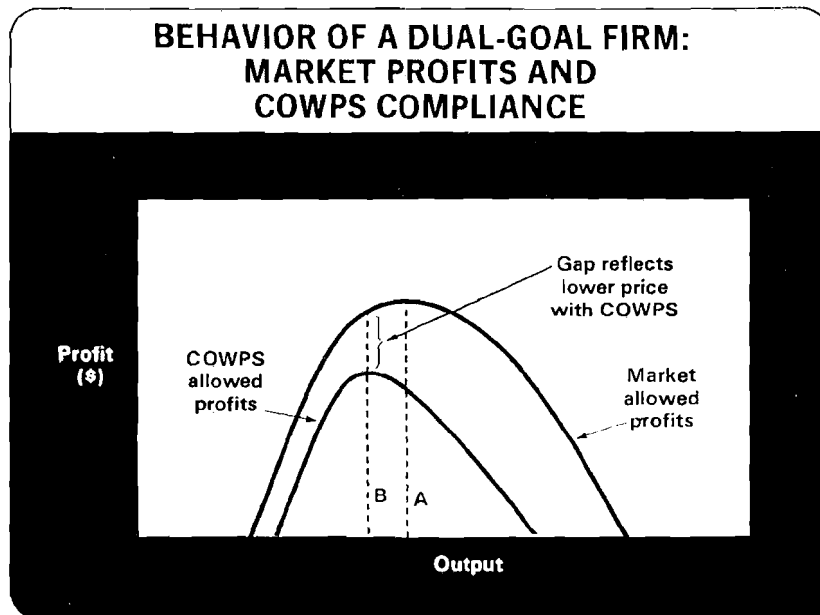 BEHAVIOR OF A DUAL-GOAL FIRM:
MARKET PROFITS AND
COWPS COMPLIANCE
Gap reflects
lower price
with COWPS
Profit
($)
COWPS
allowed
profits
Market
allowed
profits
B
A
Output